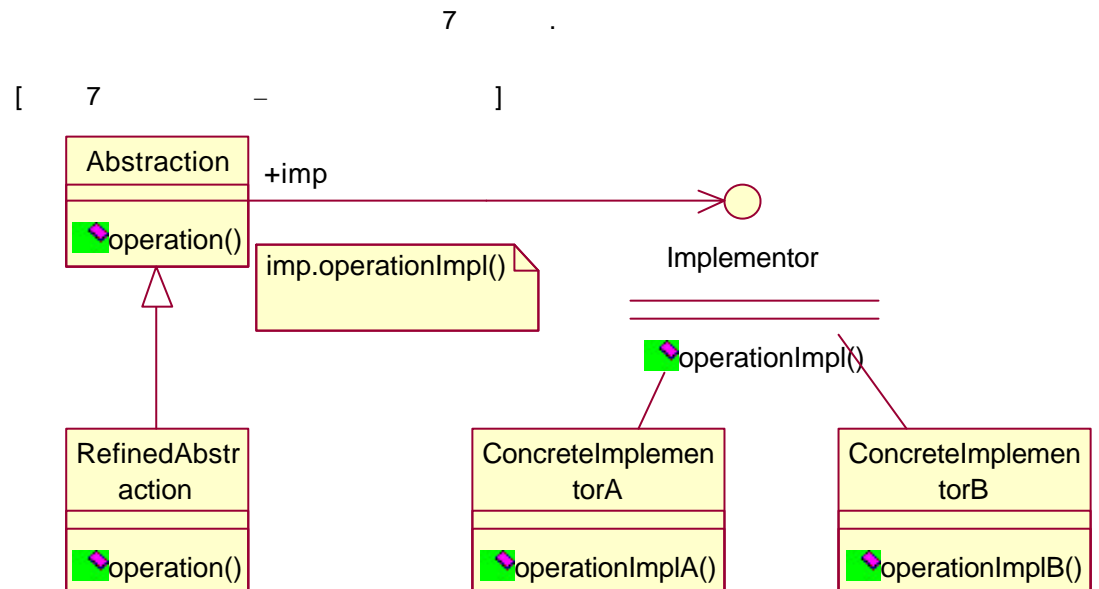 7 .
[ 7 – ]
Abstraction
+imp
operation()
imp.operationImpl()
Implementor
operationImpl()
RefinedAbstr
action
operation()
ConcreteImplemen
torA
operationImplA()
ConcreteImplemen
torB
operationImplB()